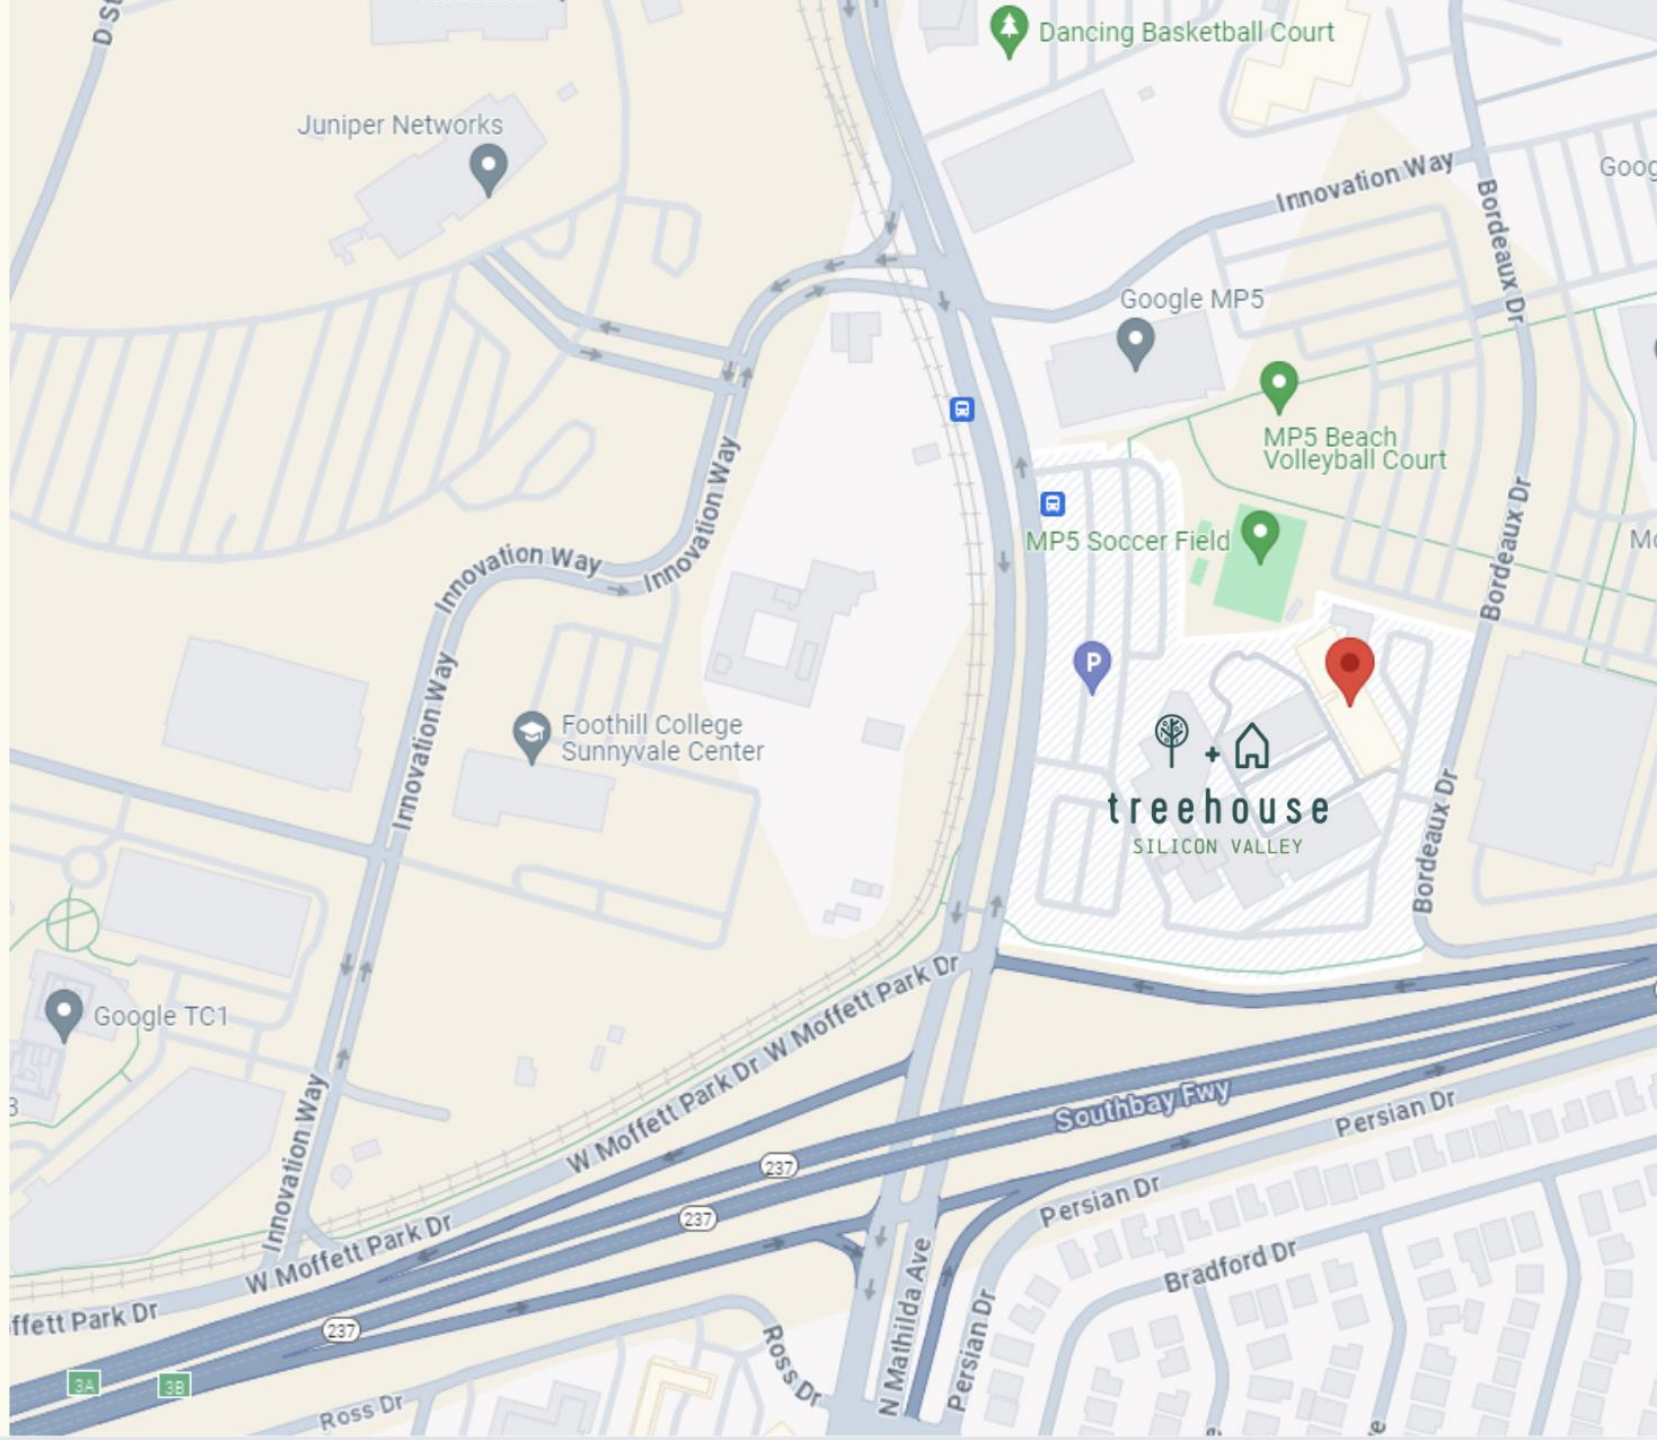 D St
Dancing Basketball Court
Juniper Networks
Innovation Way
Goog
Bordeaux Dr
Google MP5
MP5 Beach
Volleyball Court
Innovation Way
Bordeaux Dr
MP5 Soccer Field
Mo
Innovation Way
Innovation Way
P
Foothill College
Sunnyvale Center
+
treehouse
SILICON VALLEY
Bordeaux Dr
W Moffett Park Dr
Google TC1
W Moffett Park Dr
Southbay Fwy
Persian Dr
3
Innovation Way
237
Persian Dr
237
W Moffett Park Dr
Bradford Dr
ffett Park Dr
237
N Mathilda Ave
Persian Dr
Ross Dr
3A
3B
Ross Dr
e
e